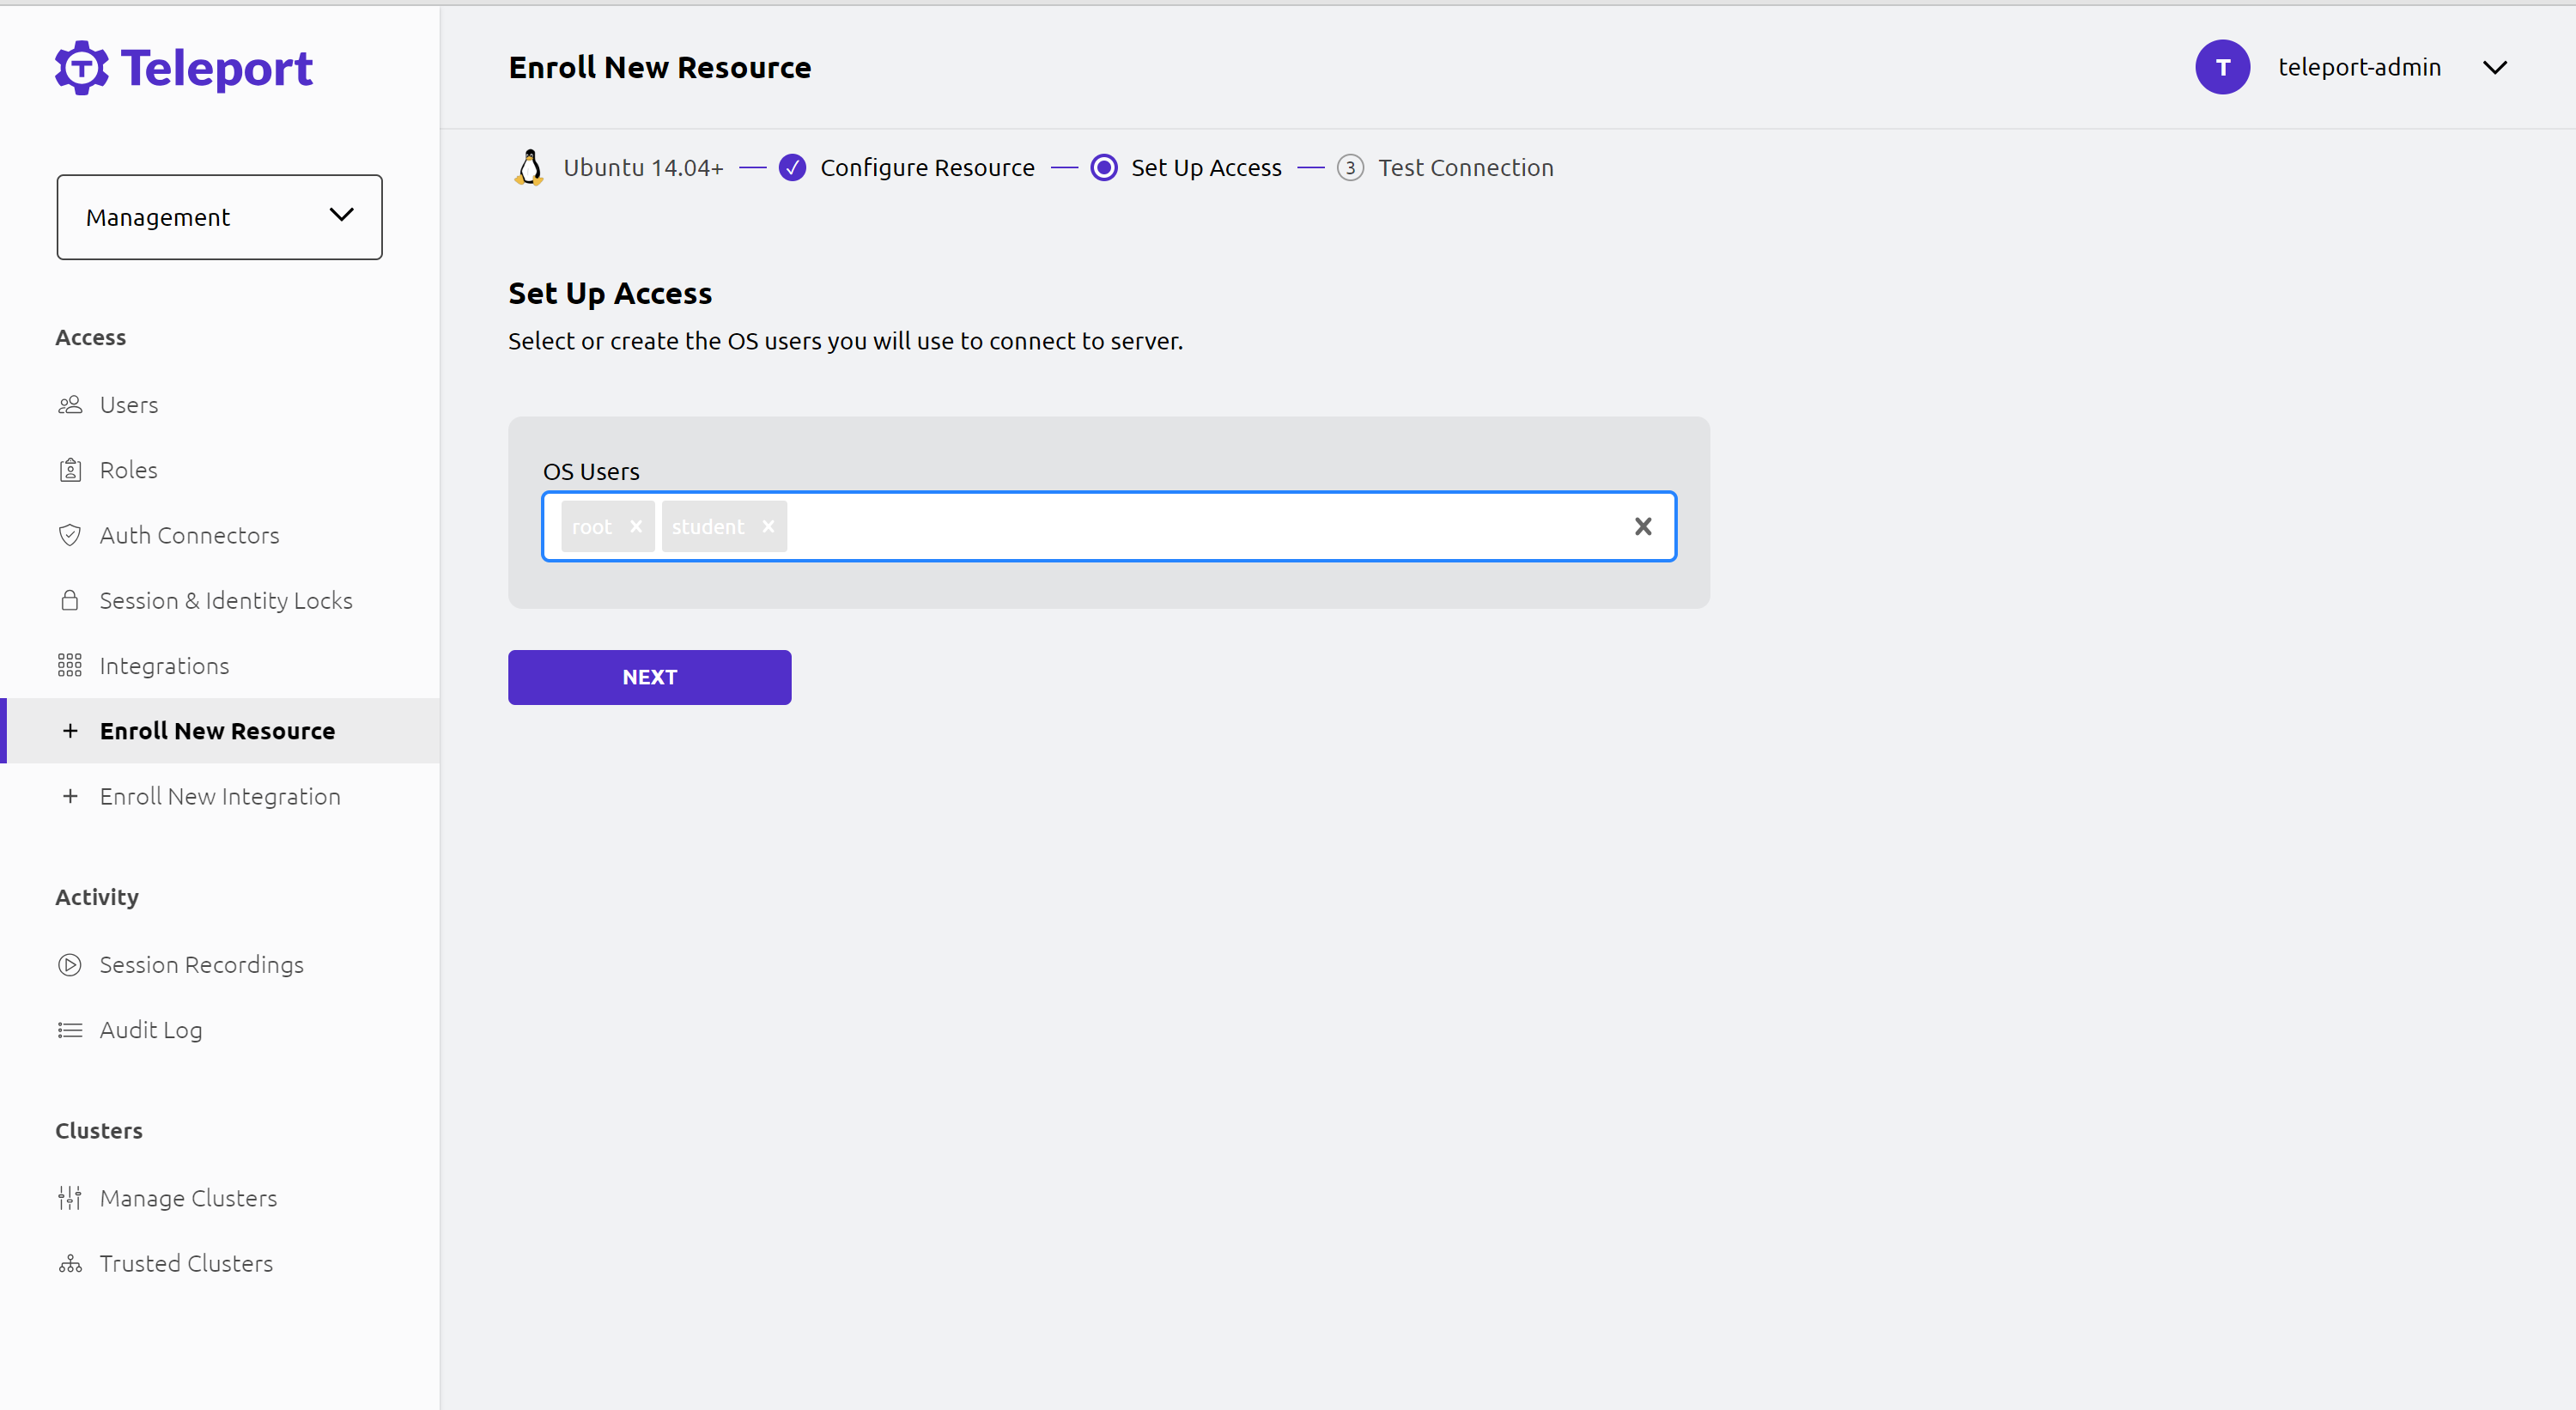 Teleport
Enroll New Resource
T teleport-admin
Management
Ubuntu 14.04+ Configure Resource Set Up Access 3 Test Connection
Access
Users
Roles
Auth Connectors
Session & Identity Locks
Integrations
Enroll New Resource
Enroll New Integration
Activity
Session Recordings
Audit Log
Clusters
Manage Clusters
Trusted Clusters
Set Up Access
Select or create the OS users you will use to connect to server.
OS Users
root student
NEXT